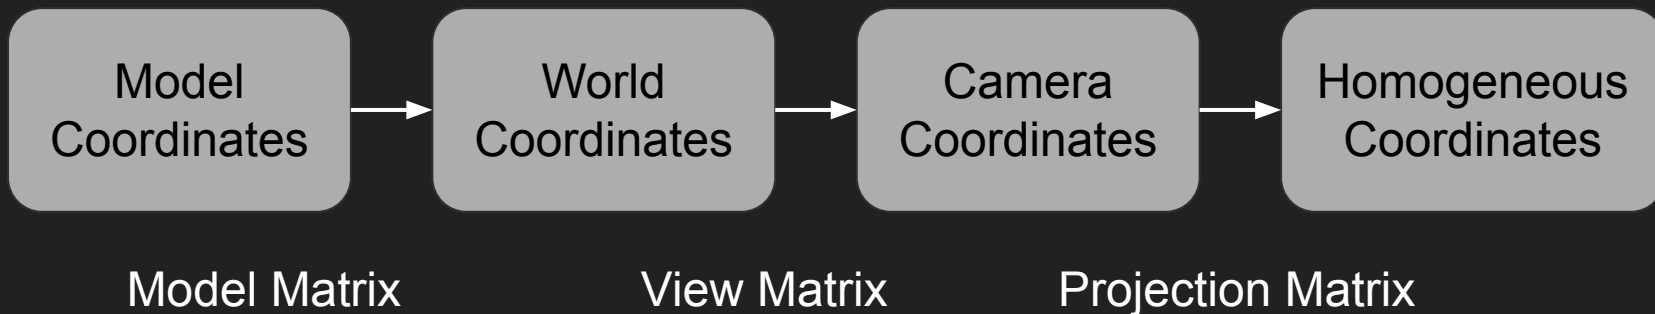 Model
Coordinates
World
Coordinates
Camera
Coordinates
Homogeneous
Coordinates
Model Matrix
View Matrix
Projection Matrix